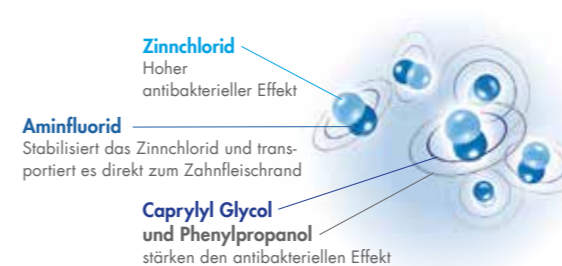 Zinnchlorid
Hoher
antibakterieller Effekt
Aminfluorid
Stabilisiert das Zinnchlorid und trans-
portiert es direkt zum Zahnfleischrand
Caprylyl Glycol
und Phenylpropanol
stärken den antibakteriellen Effekt